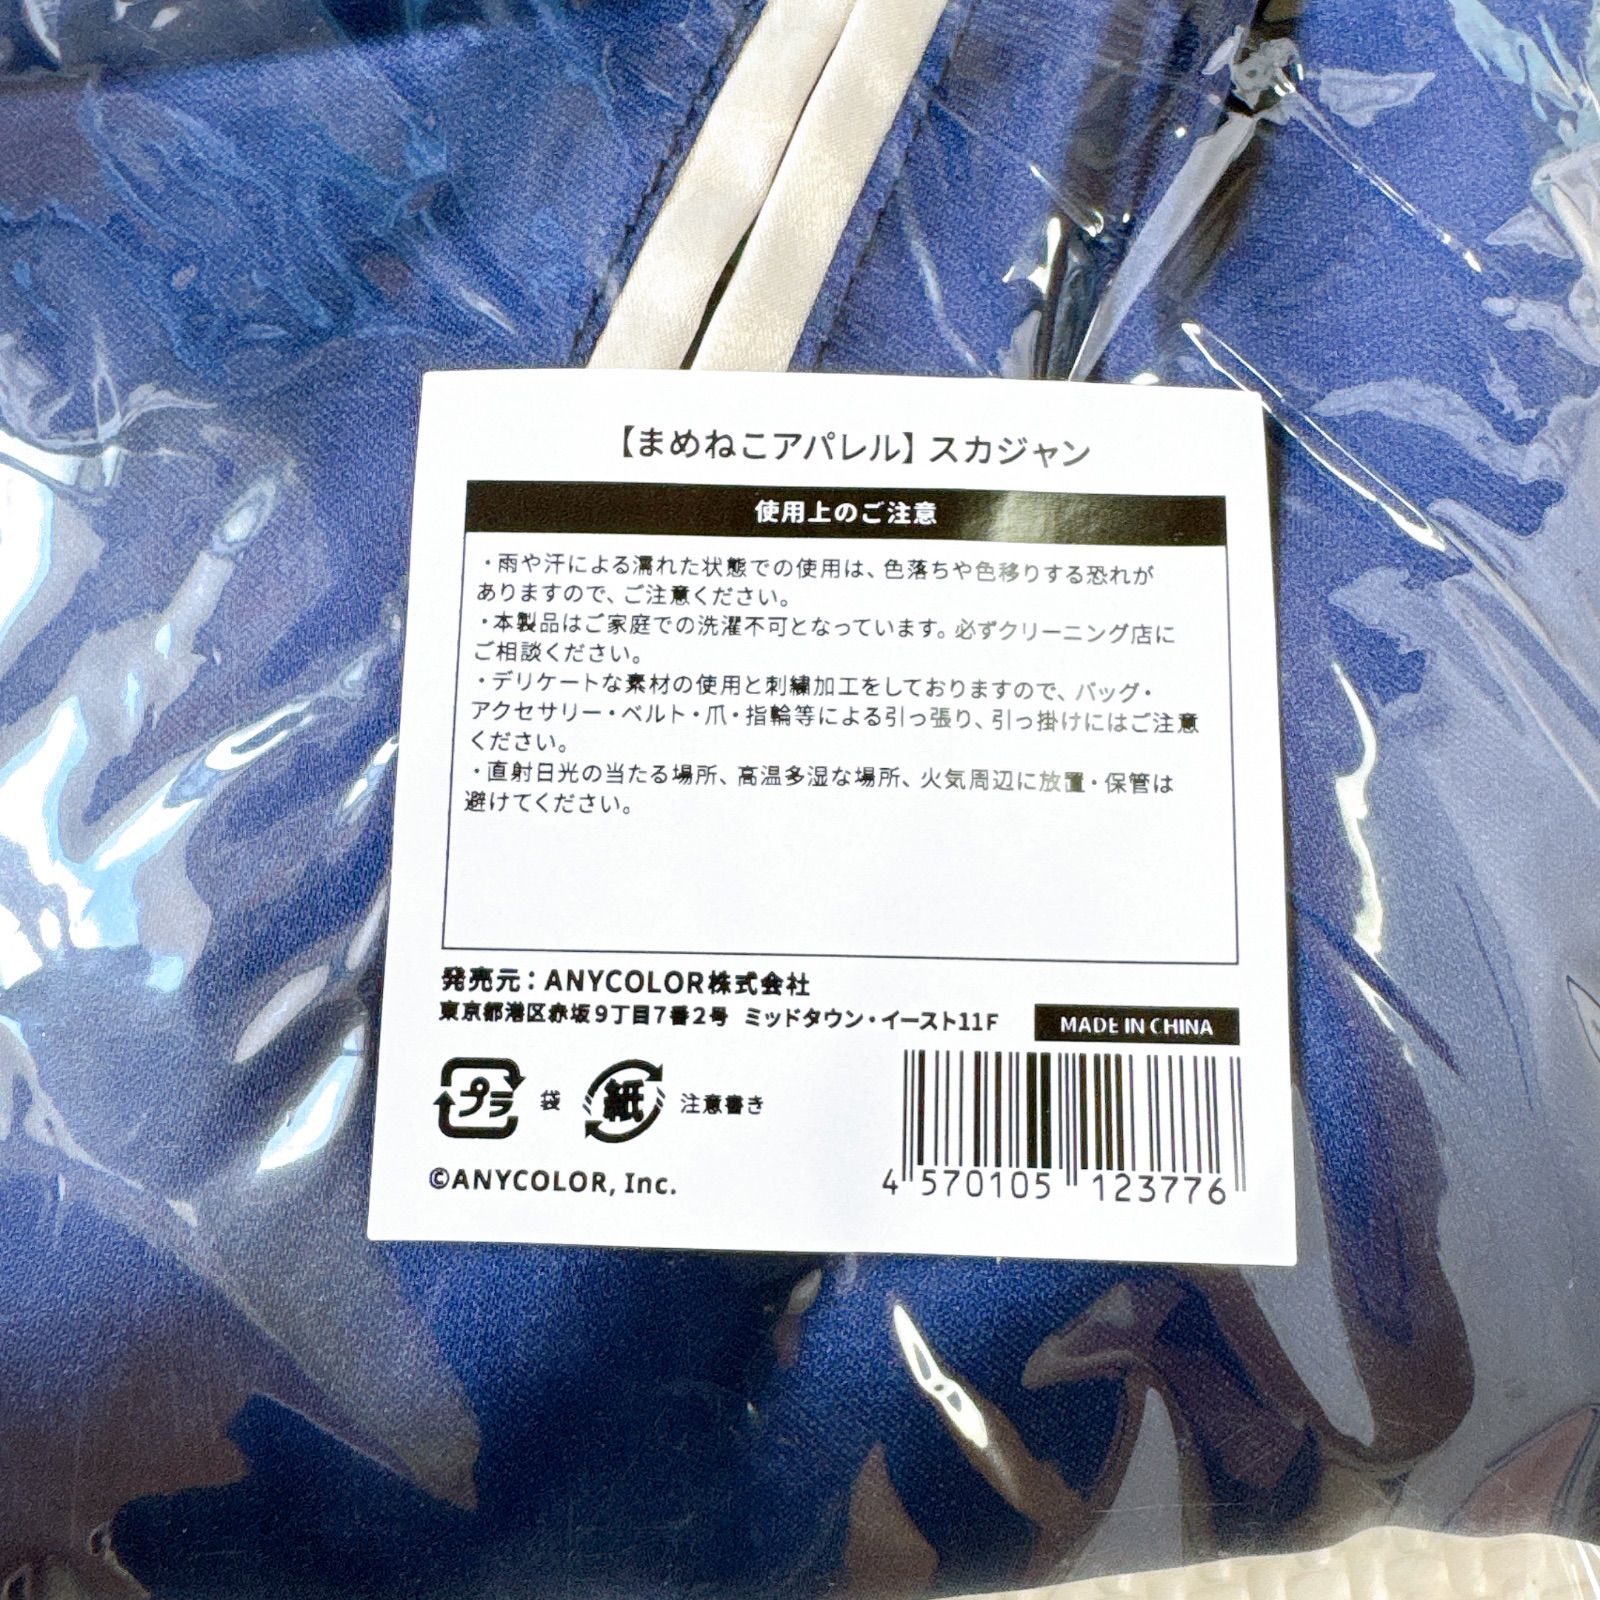 【まめねこアパレル】スカジャン
使用上のご注意
・雨や汗による濡れた状態での使用は、色落ちや色移りする恐れが
ありますので、ご注意ください。
・本製品はご家庭での洗濯不可となっています。必ずクリーニング店に
ご相談ください。
・デリケートな素材の使用と刺繍加工をしておりますので、バッグ・
アクセサリー・ベルト・爪・指輪等による引っ張り、引っ掛けにはご注意
ください。
・直射日光の当たる場所、高温多湿な場所、火気周辺に放置・保管は
避けてください。
発売元：ANYCOLOR株式会社
東京都港区赤坂9丁目7番2号 ミッドタウン・イースト11F
MADE IN CHINA
プラ 袋 紙 注意書き
©ANYCOLOR, Inc.
4 570105 123776